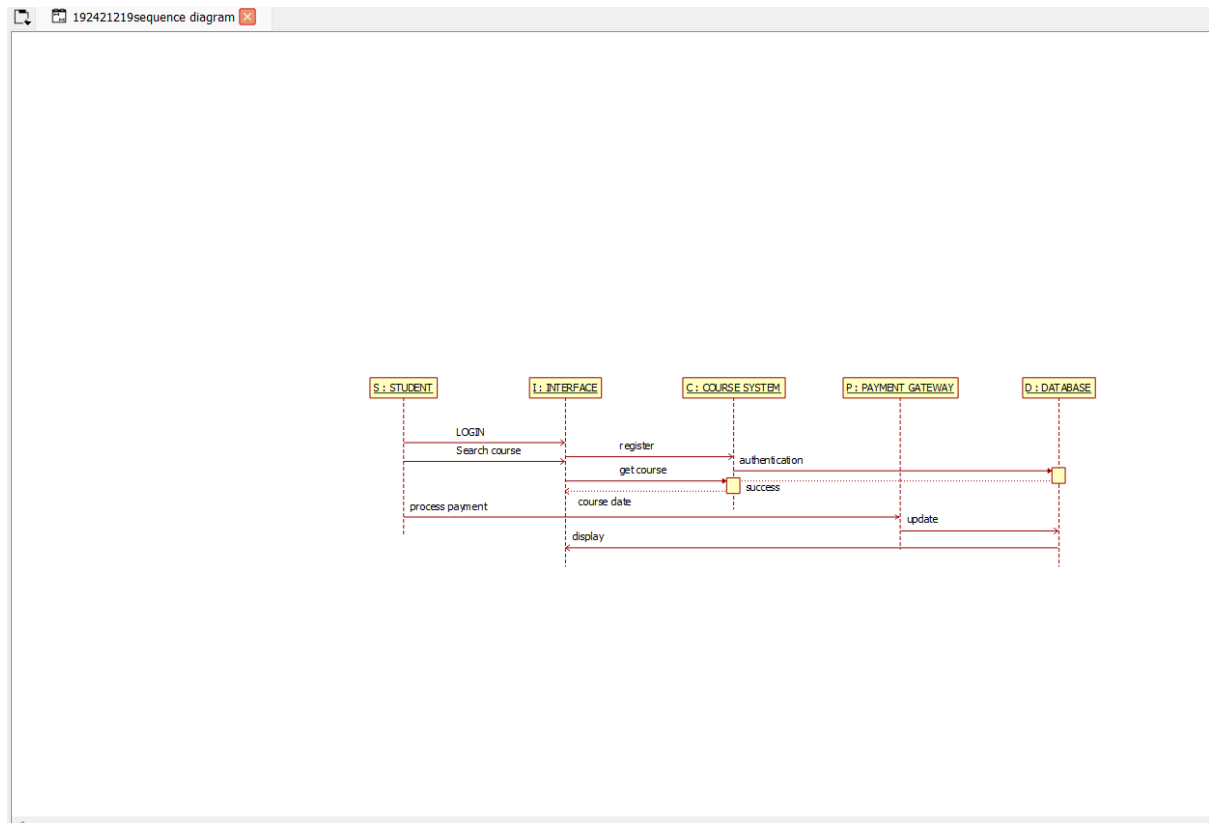 192421219sequence diagram
S : STUDENT
I : INTERFACE
C : COURSE SYSTEM
P : PAYMENT GATEWAY
D : DATABASE
LOGIN
register
Search course
authentication
get course
success
course date
process payment
update
display